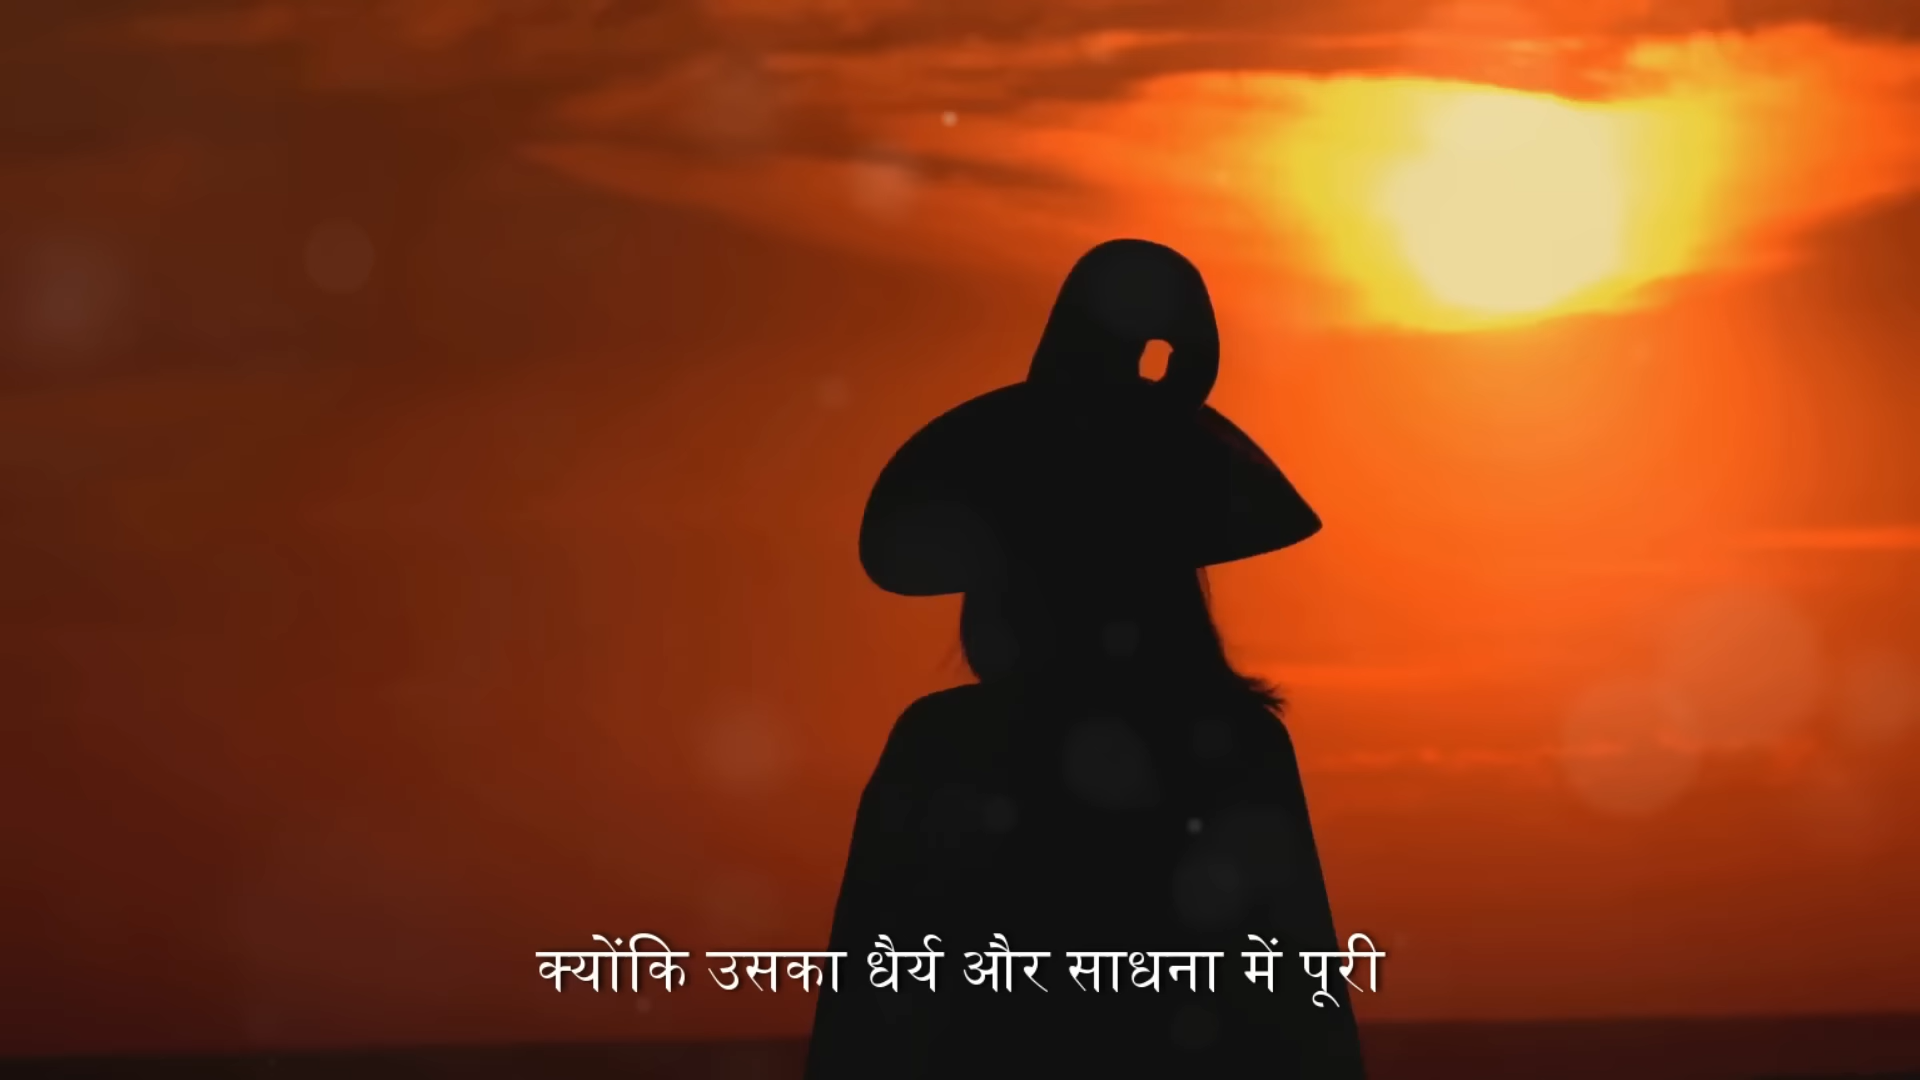 क्योंकि उसका धैर्य और साधना में पूरी